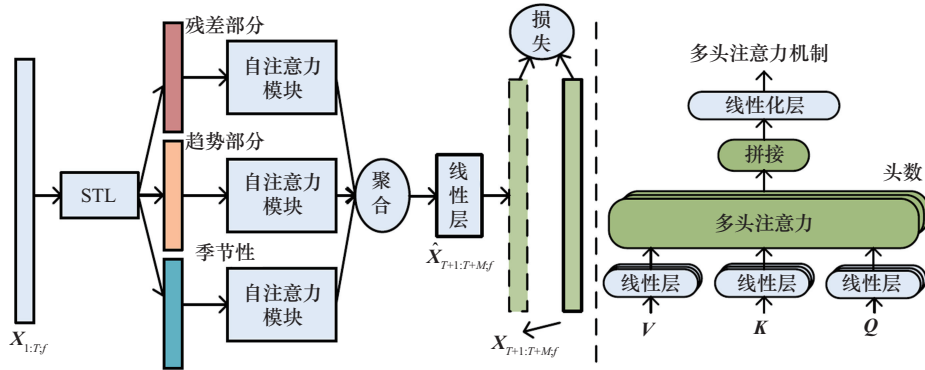 残差部分
自注意力
模块
趋势部分
自注意力
模块
季节性
自注意力
模块
STL
X_{1:T;f}
聚合
线性层
X̂_{T+1:T+M;f}
损失
X_{T+1:T+M;f}
多头注意力机制
线性化层
拼接
头数
多头注意力
线性层
线性层
线性层
V
K
Q